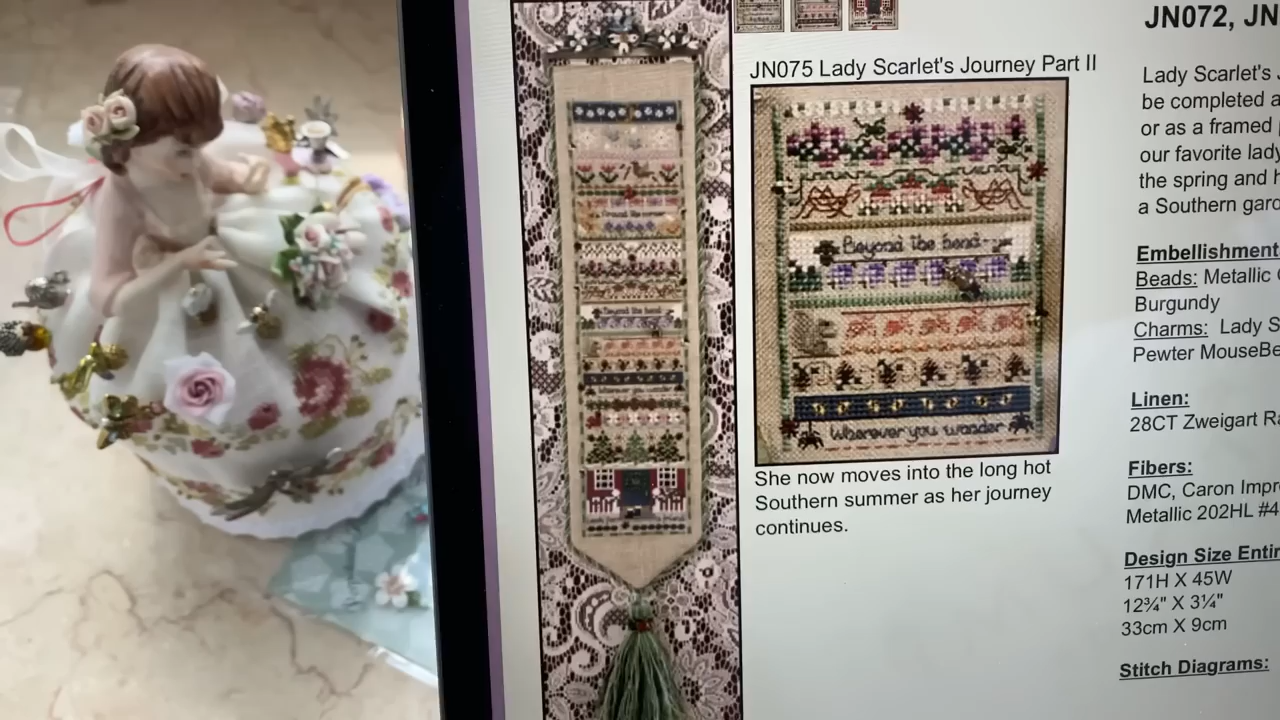 JN072, JN
JN075 Lady Scarlet's Journey Part II
Beyond the bend
Wherever you wander
She now moves into the long hot
Southern summer as her journey
continues.
Lady Scarlet's
be completed a
or as a framed
our favorite lady
the spring and h
a Southern gard
Embellishment
Beads: Metallic
Burgundy
Charms: Lady S
Pewter MouseBe
Linen:
28CT Zweigart R
Fibers:
DMC, Caron Impre
Metallic 202HL #4
Design Size Entir
171H X 45W
12¾" X 3¼"
33cm X 9cm
Stitch Diagrams: